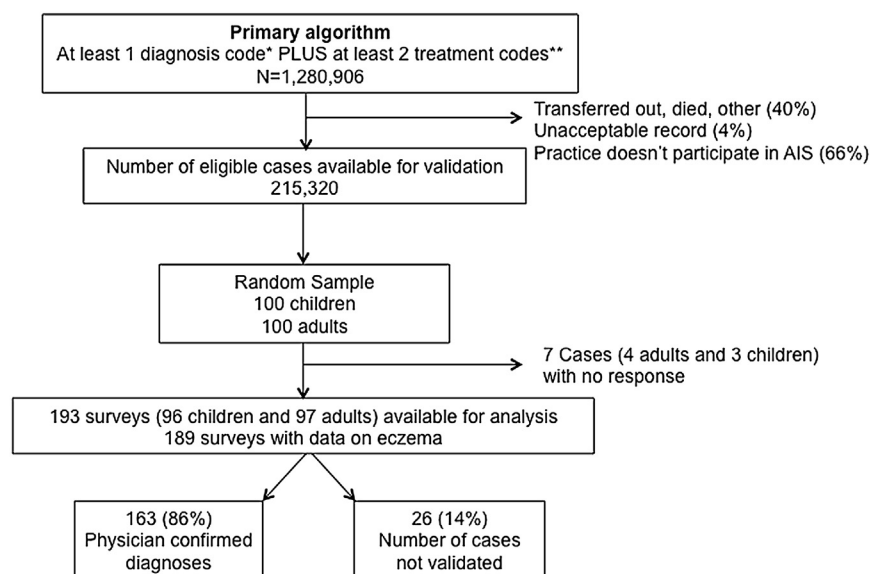 Primary algorithm
At least 1 diagnosis code* PLUS at least 2 treatment codes**
N=1,280,906
Transferred out, died, other (40%)
Unacceptable record (4%)
Practice doesn't participate in AIS (66%)
Number of eligible cases available for validation
215,320
Random Sample
100 children
100 adults
7 Cases (4 adults and 3 children)
with no response
193 surveys (96 children and 97 adults) available for analysis
189 surveys with data on eczema
163 (86%)
Physician confirmed
diagnoses
26 (14%)
Number of cases
not validated